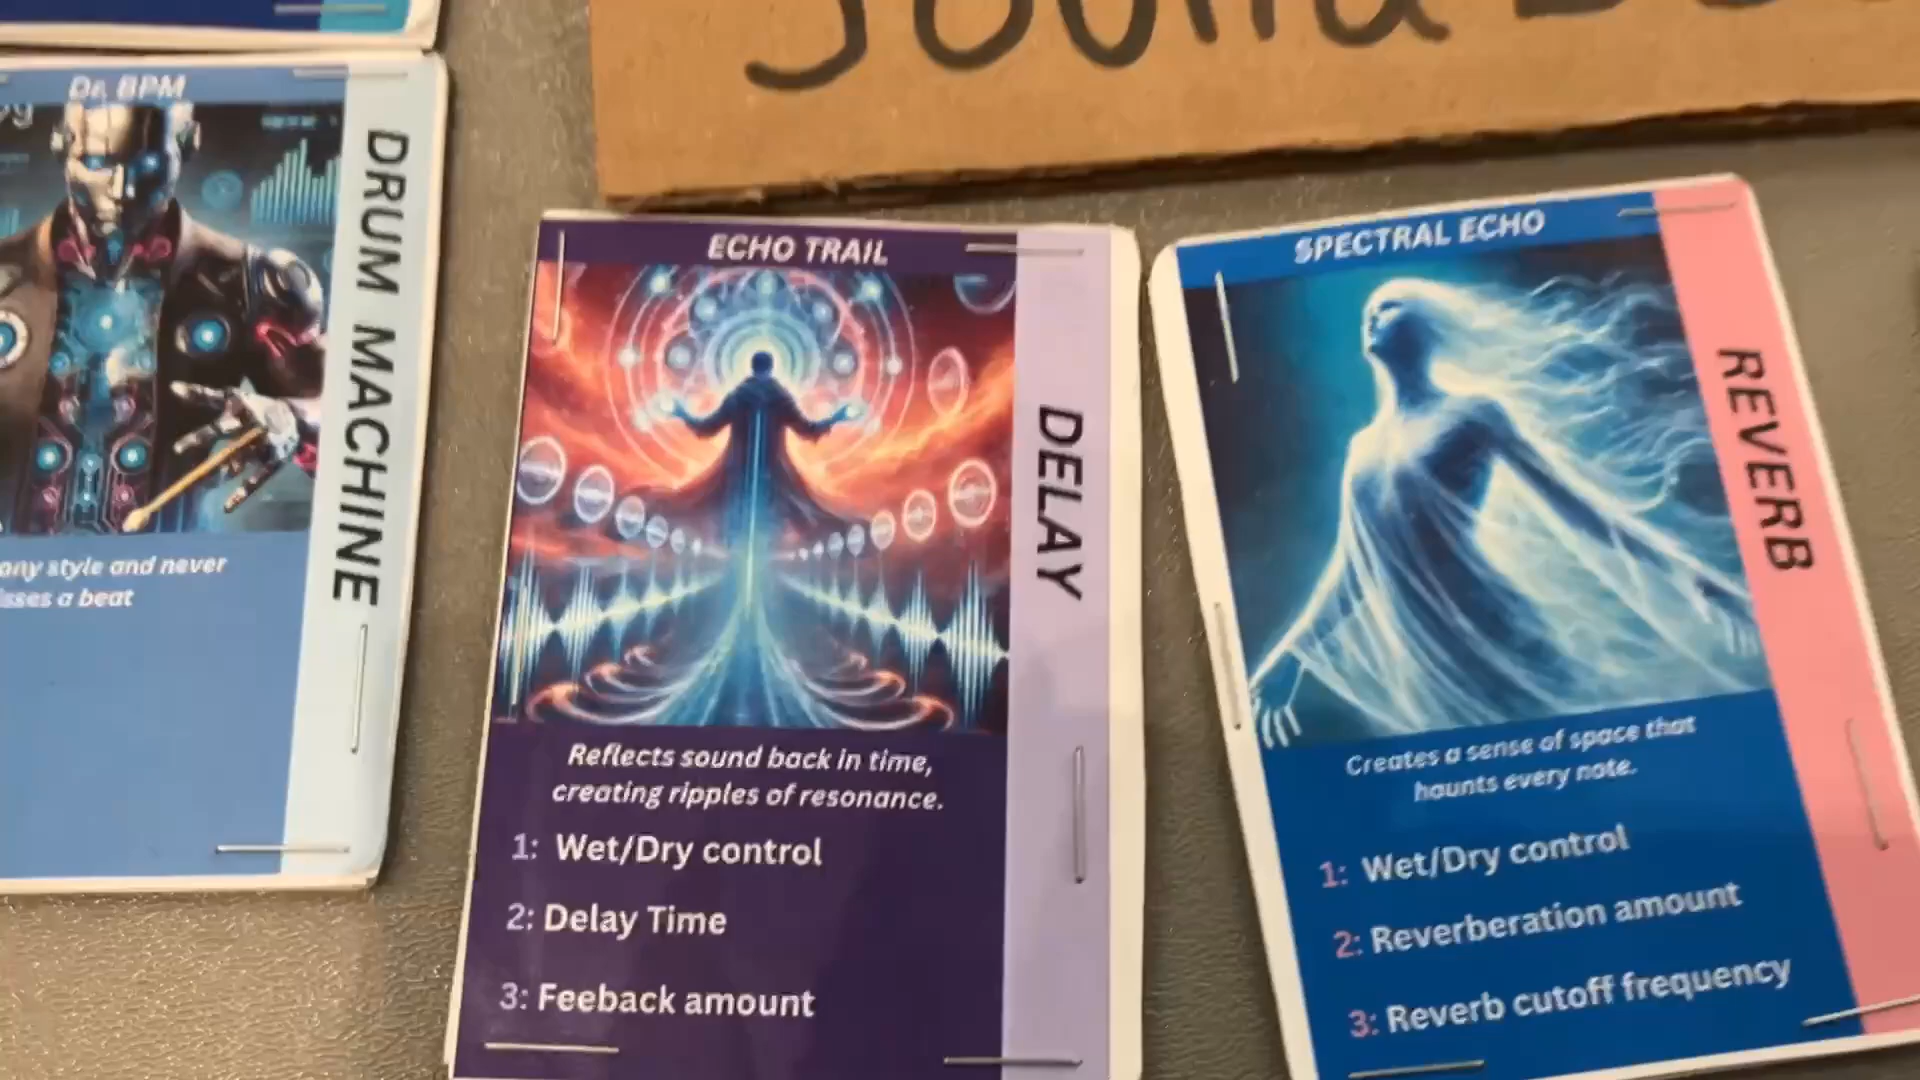 Dr. BPM
DRUM MACHINE
any style and never
a beat
ECHO TRAIL
DELAY
Reflects sound back in time,
creating ripples of resonance.
1: Wet/Dry control
2: Delay Time
3: Feeback amount
SPECTRAL ECHO
REVERB
Creates a sense of space that
haunts every note.
1: Wet/Dry control
2: Reverberation amount
3: Reverb cutoff frequency